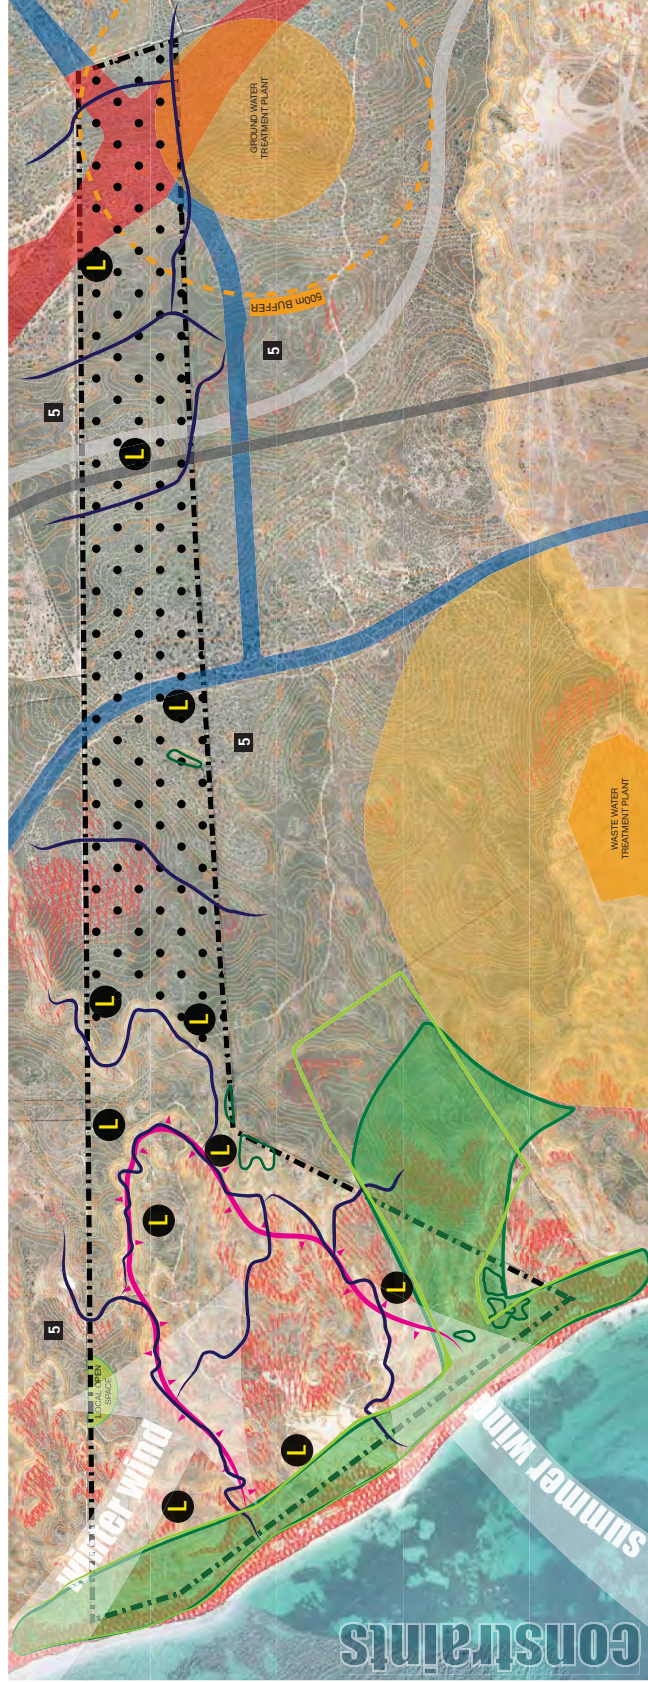 GROUND WATER
TREATMENT PLANT
L
500m BUFFER
5
5
L
L
5
WASTE WATER
TREATMENT PLANT
L
L
L
L
L
L
5
LOCAL OPEN
SPACE
winter wind
L
L
summer wind
constraints